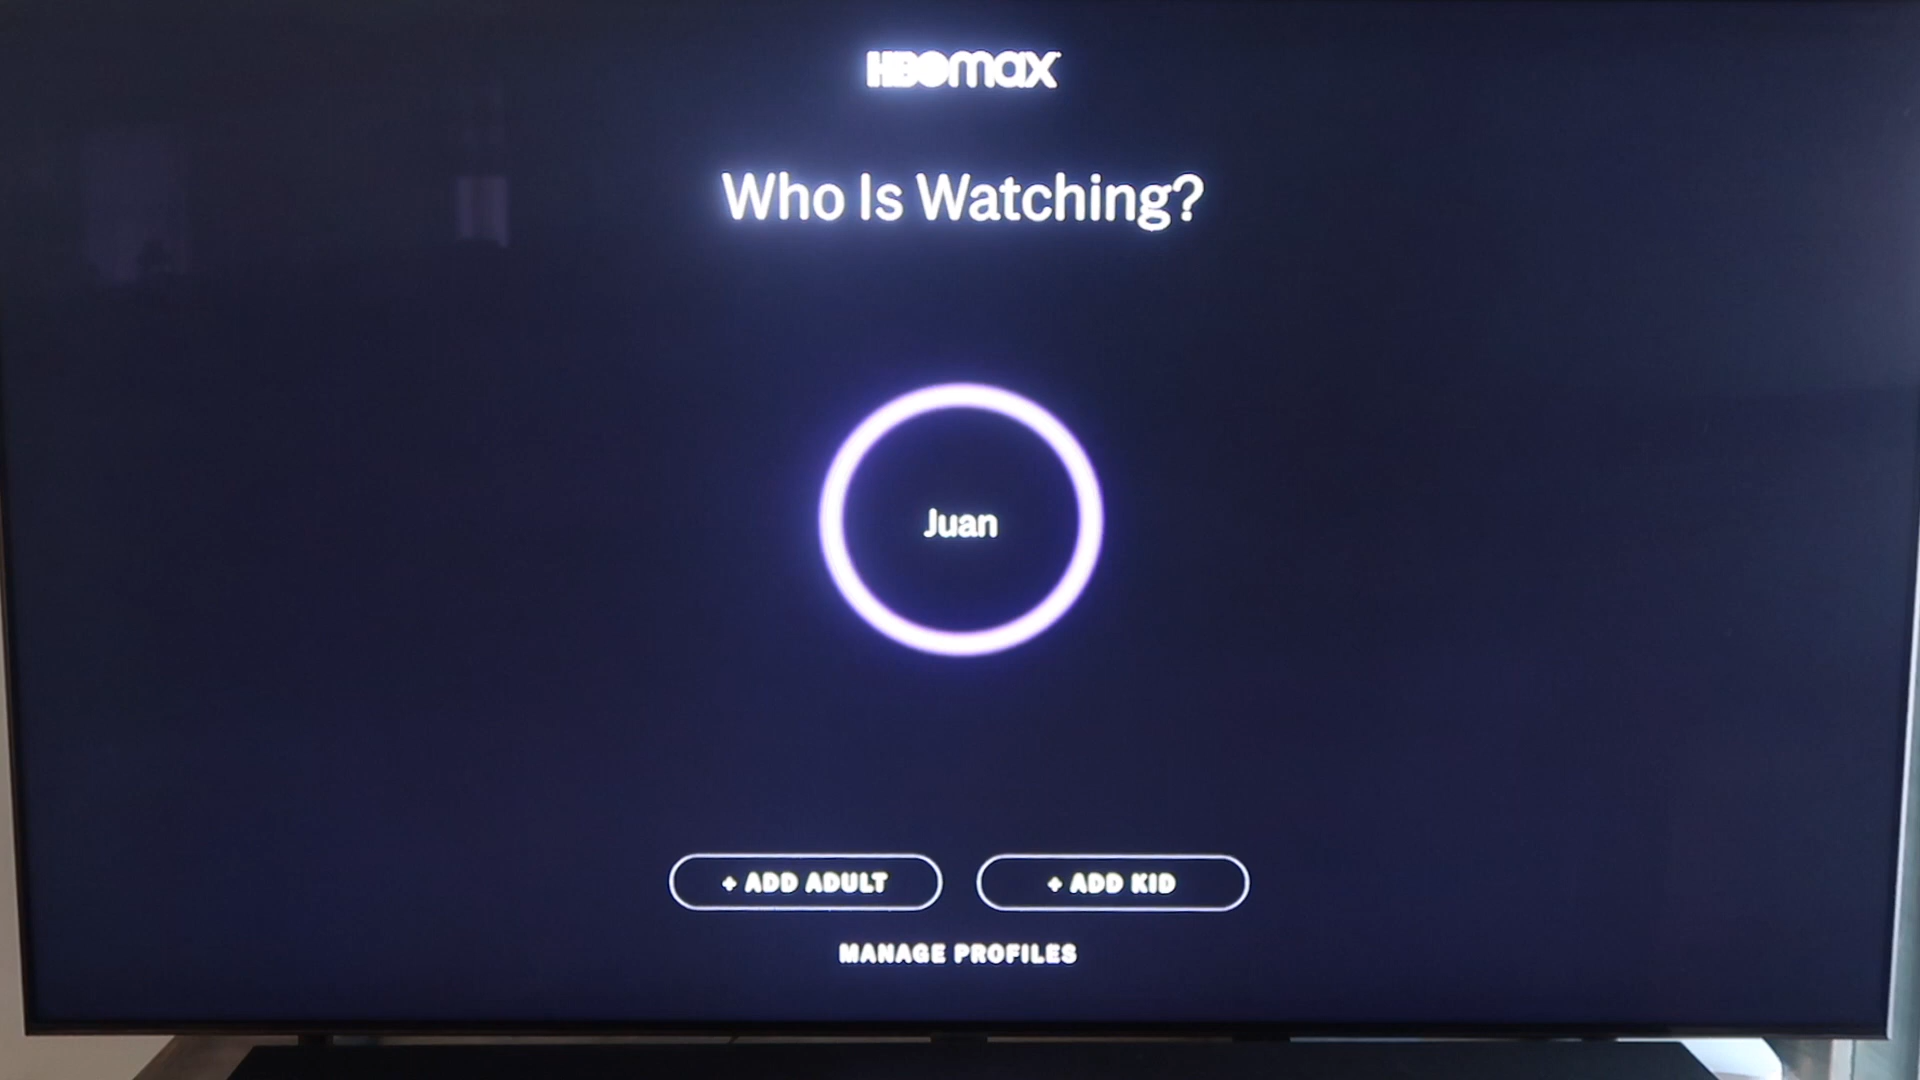 HBOmax
Who Is Watching?
Juan
+ ADD ADULT
+ ADD KID
MANAGE PROFILES